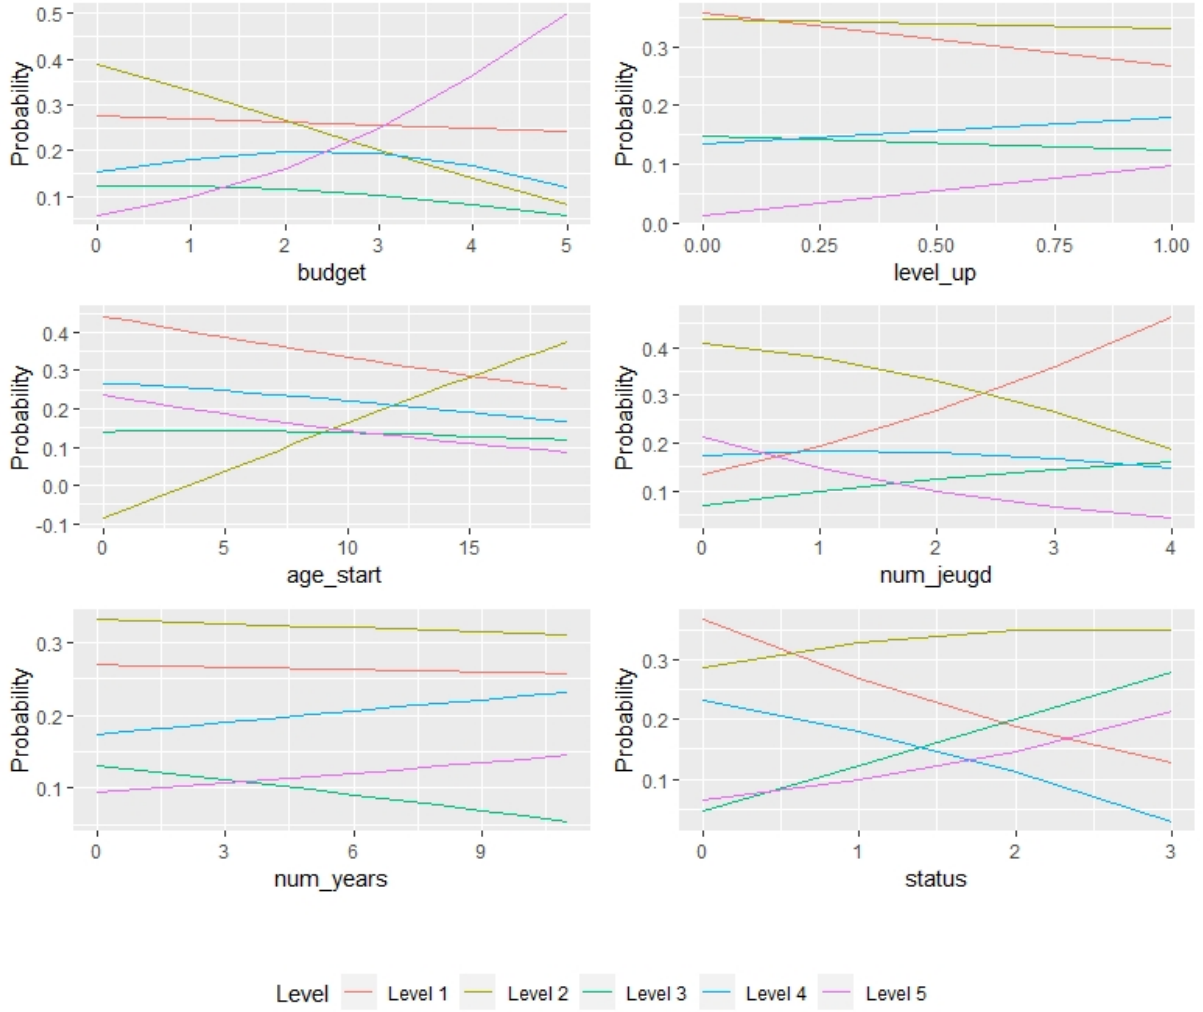 0.5
0.4
0.3
0.2
0.1
Probability
0 1 2 3 4 5
budget
0.3
0.2
0.1
0.0
Probability
0.00 0.25 0.50 0.75 1.00
level_up
0.4
0.3
0.2
0.1
0.0
-0.1
Probability
0 5 10 15
age_start
0.4
0.3
0.2
0.1
Probability
0 1 2 3 4
num_jeugd
0.3
0.2
0.1
Probability
0 3 6 9
num_years
0.3
0.2
0.1
Probability
0 1 2 3
status
Level Level 1 Level 2 Level 3 Level 4 Level 5